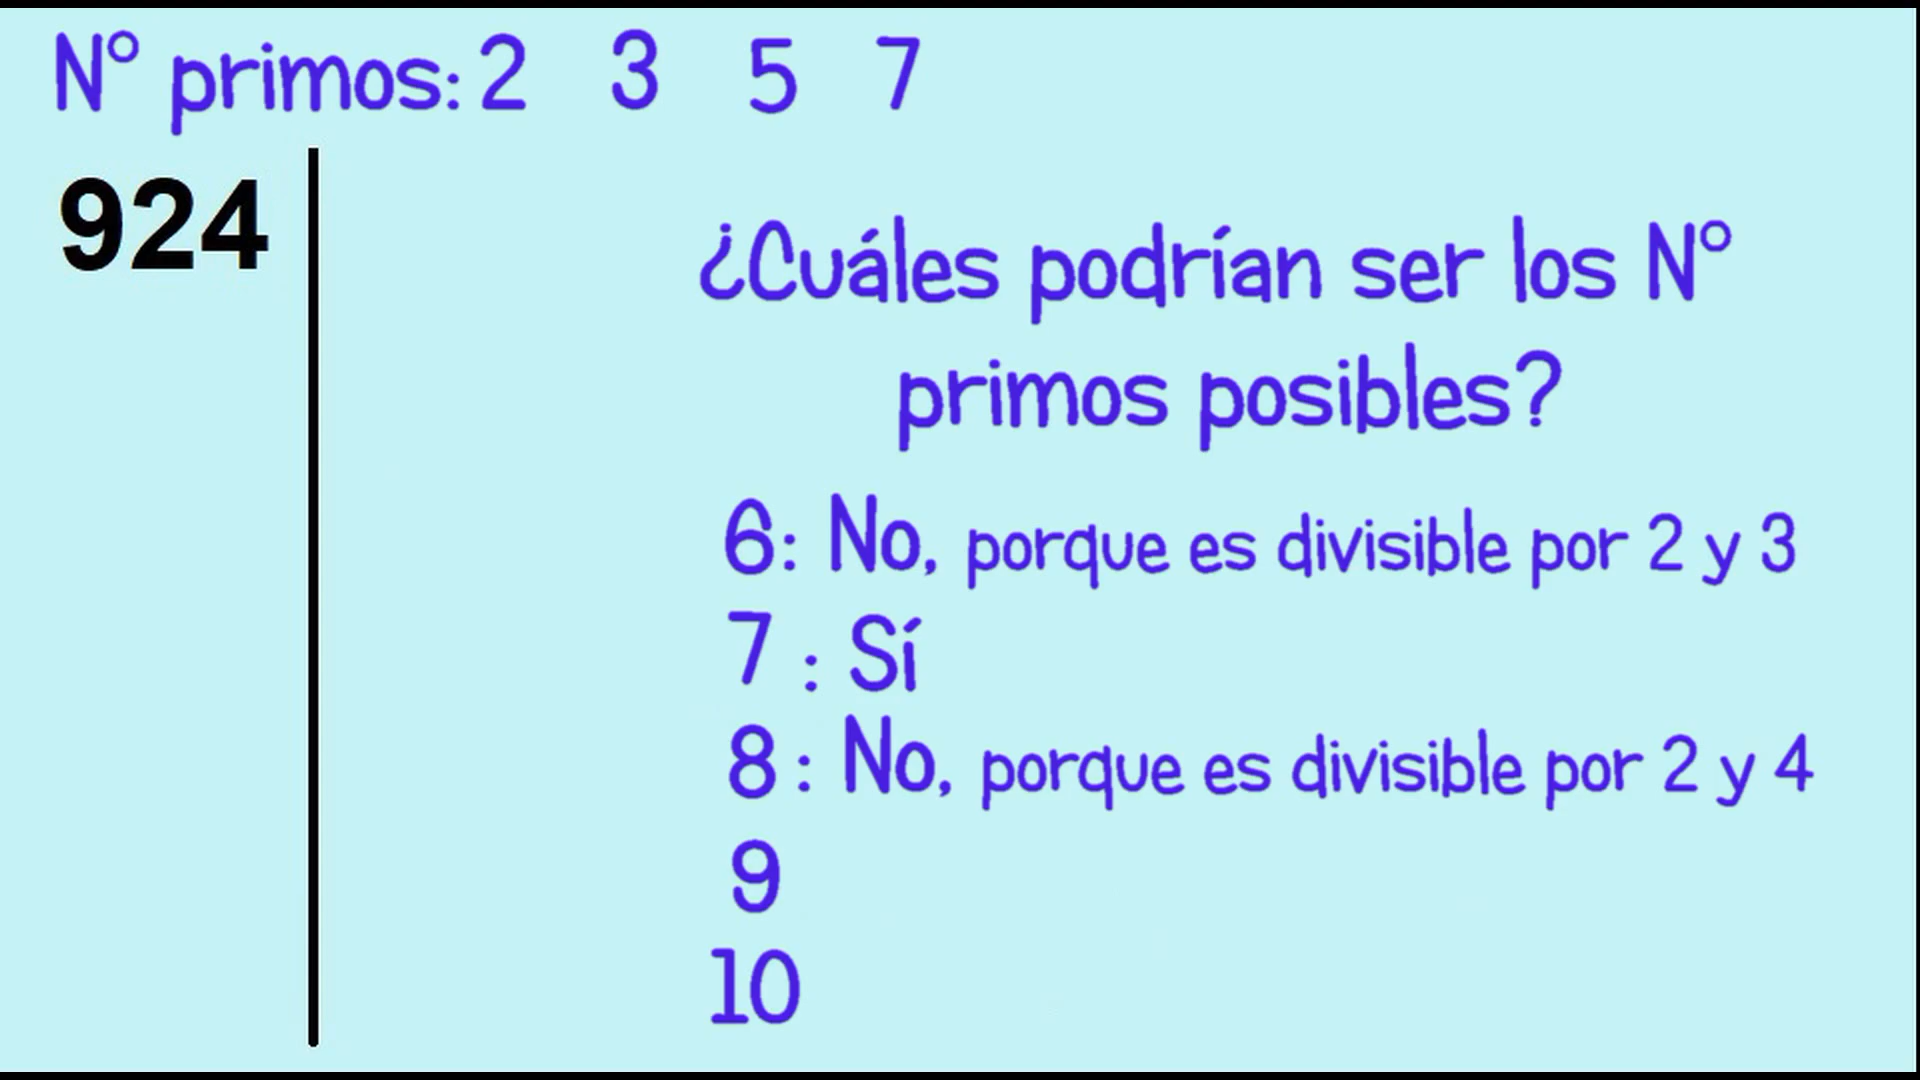 N° primos: 2 3 5 7
924
¿Cuáles podrían ser los N°
primos posibles?
6: No, porque es divisible por 2 y 3
7 : Sí
8 : No, porque es divisible por 2 y 4
9
10